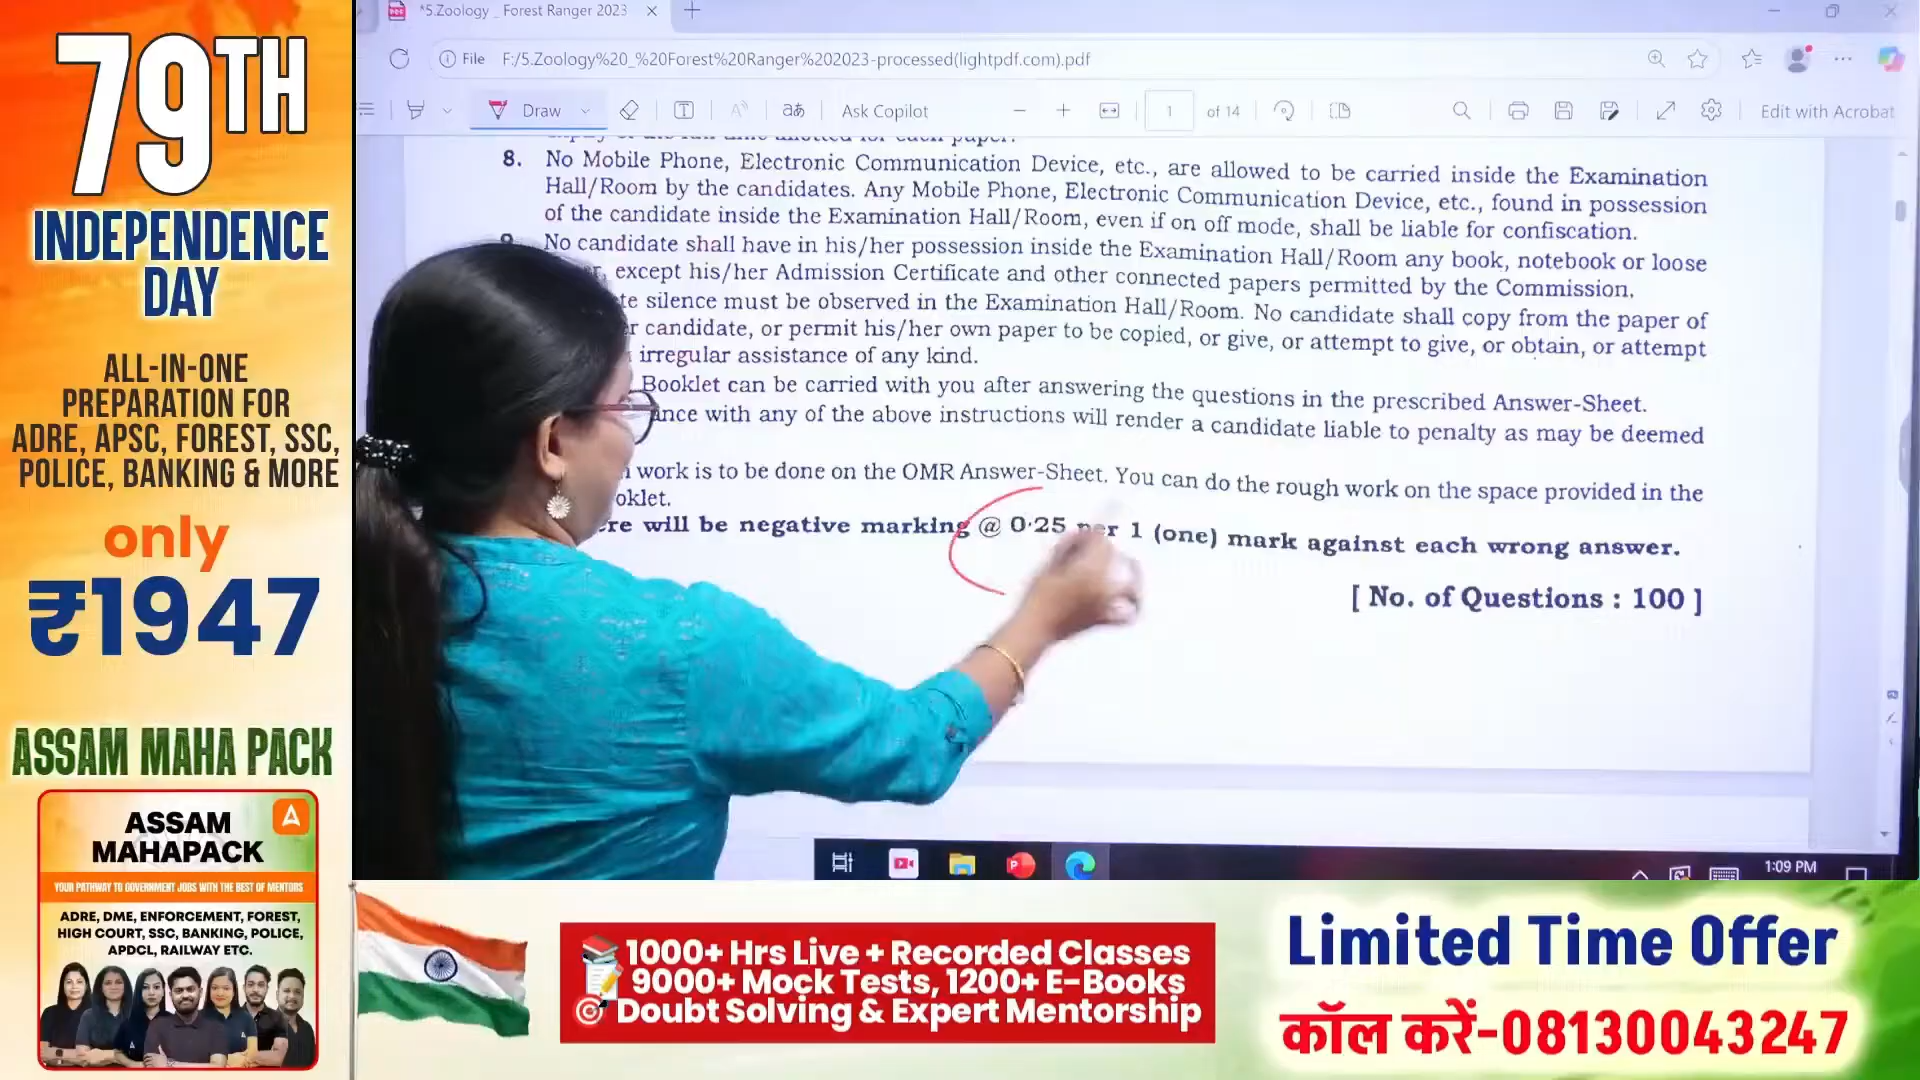 79TH
INDEPENDENCE
DAY
ALL-IN-ONE
PREPARATION FOR
ADRE, APSC, FOREST, SSC,
POLICE, BANKING & MORE
only
₹1947
ASSAM MAHA PACK
ASSAM
MAHAPACK
YOUR PATHWAY TO GOVERNMENT JOBS WITH THE BEST OF MENTORS
ADRE, DME, ENFORCEMENT, FOREST,
HIGH COURT, SSC, BANKING, POLICE,
APDCL, RAILWAY ETC.
*5.Zoology _ Forest Ranger 2023
File F:/5.Zoology%20_%20Forest%20Ranger%202023-processed(lightpdf.com).pdf
Draw Ask Copilot 1 of 14 Edit with Acrobat
8. No Mobile Phone, Electronic Communication Device, etc., are allowed to be carried inside the Examination
Hall/Room by the candidates. Any Mobile Phone, Electronic Communication Device, etc., found in possession
of the candidate inside the Examination Hall/Room, even if on off mode, shall be liable for confiscation.
No candidate shall have in his/her possession inside the Examination Hall/Room any book, notebook or loose
except his/her Admission Certificate and other connected papers permitted by the Commission.
silence must be observed in the Examination Hall/Room. No candidate shall copy from the paper of
candidate, or permit his/her own paper to be copied, or give, or attempt to give, or obtain, or attempt
irregular assistance of any kind.
Booklet can be carried with you after answering the questions in the prescribed Answer-Sheet.
with any of the above instructions will render a candidate liable to penalty as may be deemed
work is to be done on the OMR Answer-Sheet. You can do the rough work on the space provided in the
will be negative marking @ 0·25 per 1 (one) mark against each wrong answer.
[ No. of Questions : 100 ]
1:09 PM
1000+ Hrs Live + Recorded Classes
9000+ Mock Tests, 1200+ E-Books
Doubt Solving & Expert Mentorship
Limited Time Offer
कॉल करें-08130043247